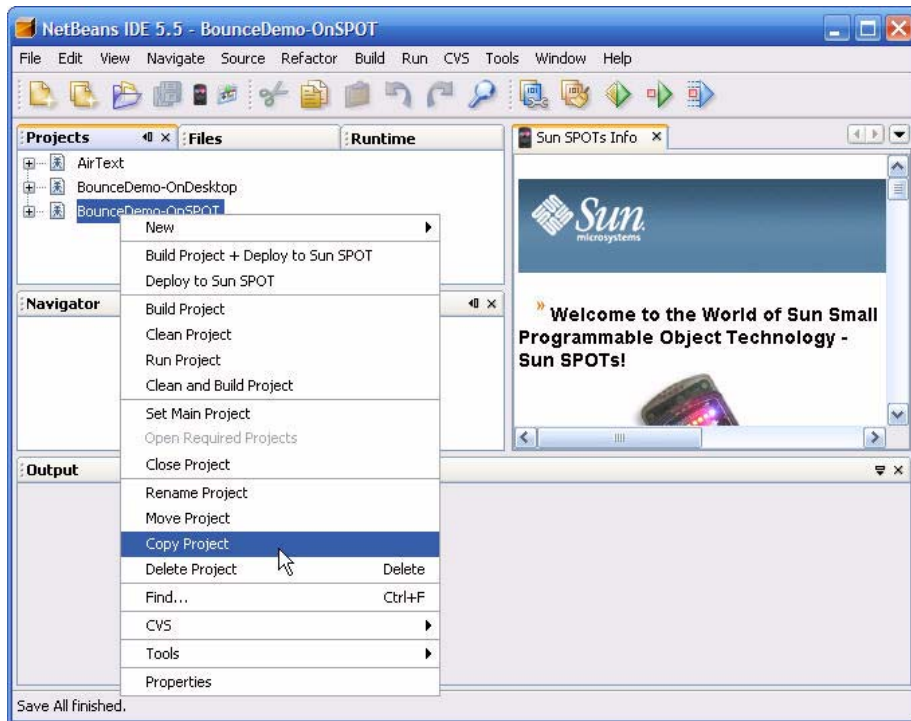 NetBeans IDE 5.5 - BounceDemo-OnSPOT
File Edit View Navigate Source Refactor Build Run CVS Tools Window Help
Projects
Files
Runtime
Sun SPOTs Info
AirText
BounceDemo-OnDesktop
BounceDemo-OnSPOT
New
Build Project + Deploy to Sun SPOT
Deploy to Sun SPOT
Build Project
Clean Project
Run Project
Clean and Build Project
Set Main Project
Open Required Projects
Close Project
Rename Project
Move Project
Copy Project
Delete Project Delete
Find... Ctrl+F
CVS
Tools
Properties
Navigator
Sun
microsystems
» Welcome to the World of Sun Small
Programmable Object Technology -
Sun SPOTs!
Output
Save All finished.